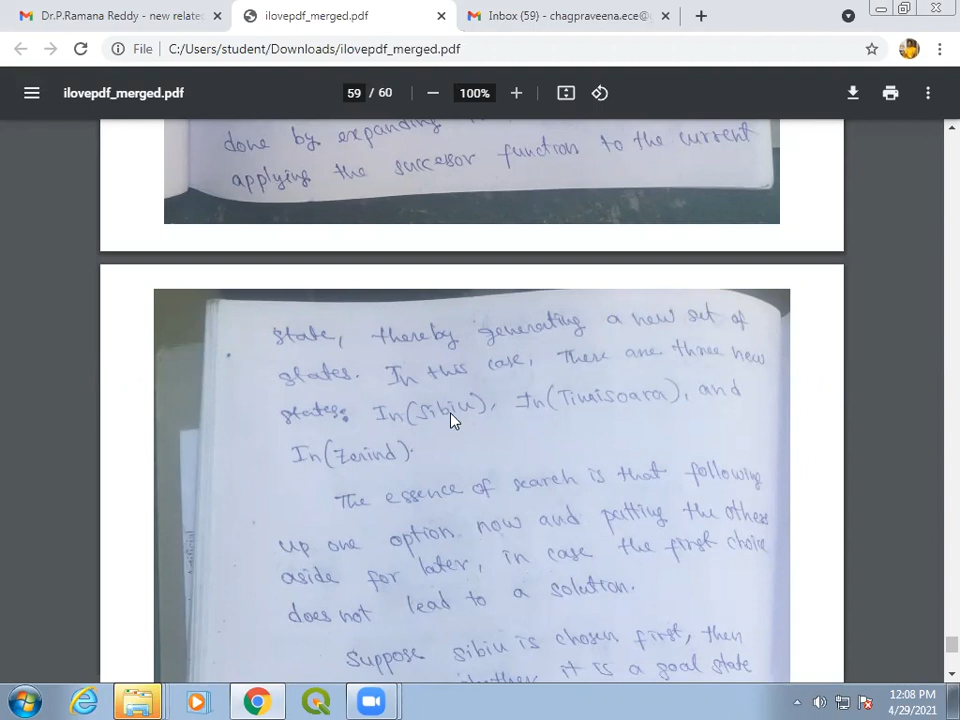 Dr.P.Ramana Reddy - new relate
ilovepdf_merged.pdf
Inbox (59) - chagpraveena.ece@
File
C:/Users/student/Downloads/ilovepdf_merged.pdf
ilovepdf_merged.pdf
59 / 60
100%
done by expanding
applying the successor function to the current
state, thereby generating a new set of
states. In this case, There are three new
states: In(Sibiu), In(Timisoara), and
In(Zerind).
The essence of search is that following
up one option now and putting the others
aside for later, in case the first choice
does not lead to a solution.
Suppose sibiu is chosen first, then
it is a goal state
12:08 PM
4/29/2021